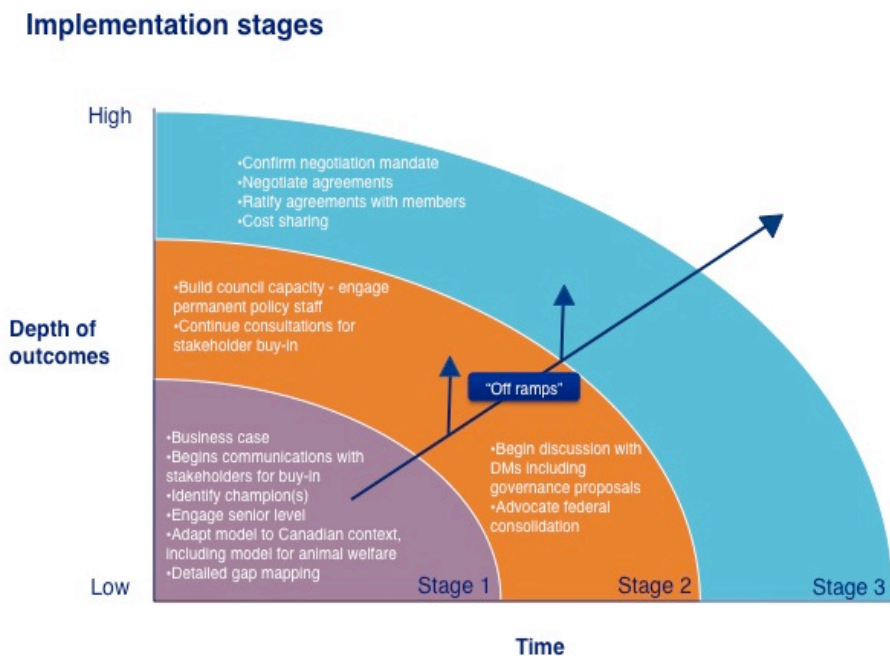 Implementation stages
High
•Confirm negotiation mandate
•Negotiate agreements
•Ratify agreements with members
•Cost sharing
•Build council capacity - engage
permanent policy staff
•Continue consultations for
stakeholder buy-in
Depth of
outcomes
"Off ramps"
•Business case
•Begins communications with
stakeholders for buy-in
•Identify champion(s)
•Engage senior level
•Adapt model to Canadian context,
including model for animal welfare
•Detailed gap mapping
•Begin discussion with
DMs including
governance proposals
•Advocate federal
consolidation
Low
Stage 1
Stage 2
Stage 3
Time